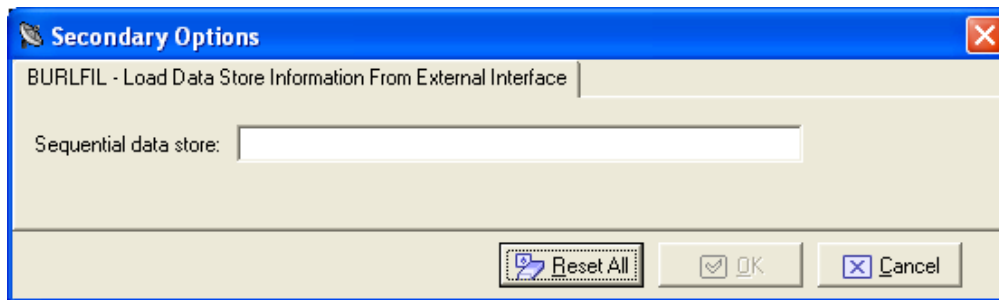 Secondary Options
BURLFIL - Load Data Store Information From External Interface
Sequential data store:
Reset All OK Cancel